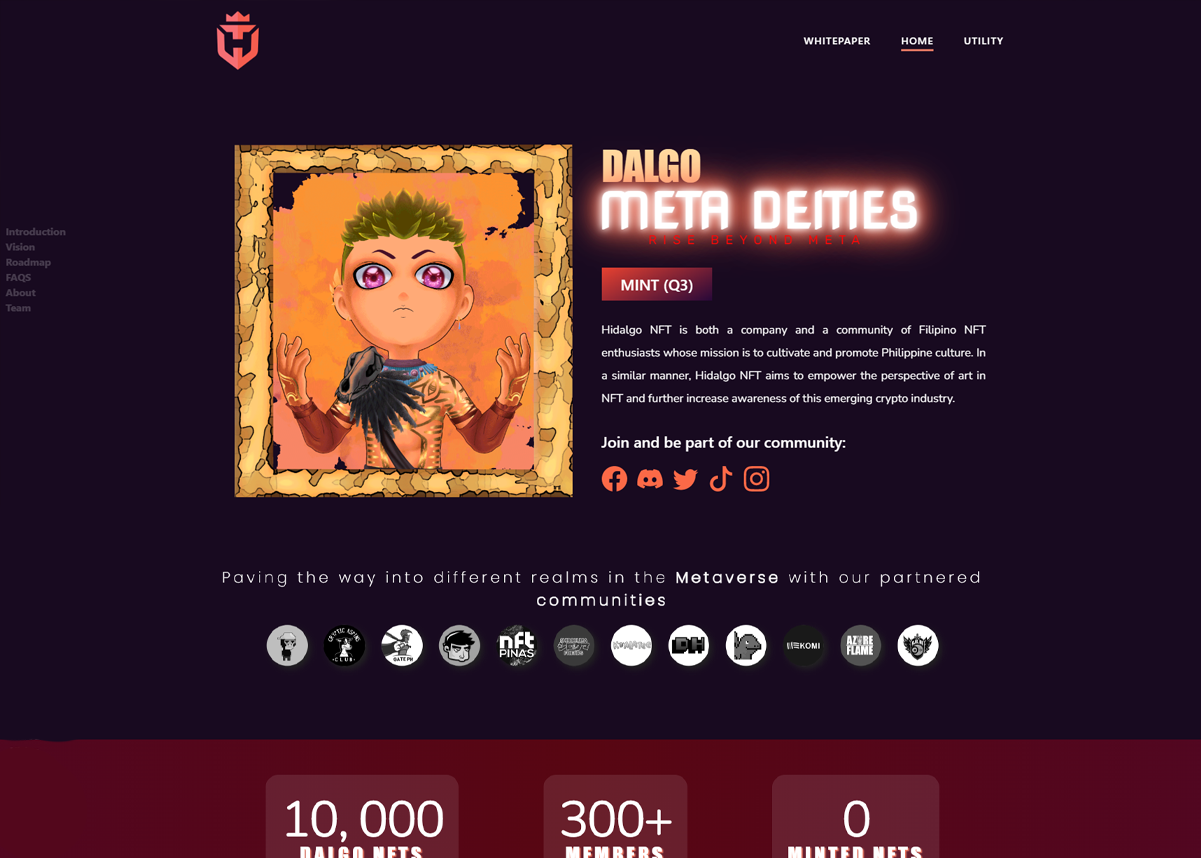 WHITEPAPER HOME UTILITY
Introduction
Vision
Roadmap
FAQS
About
Team
DALGO
META DEITIES
RISE BEYOND META
MINT (Q3)
Hidalgo NFT is both a company and a community of Filipino NFT
enthusiasts whose mission is to cultivate and promote Philippine culture. In
a similar manner, Hidalgo NFT aims to empower the perspective of art in
NFT and further increase awareness of this emerging crypto industry.
Join and be part of our community:
Paving the way into different realms in the Metaverse with our partnered
communities
CLUB
GATE PH
nft
PINAS
DH
AZURE
FLAME
10, 000 300+ 0
DALGO NFTS MEMBERS MINTED NFTS